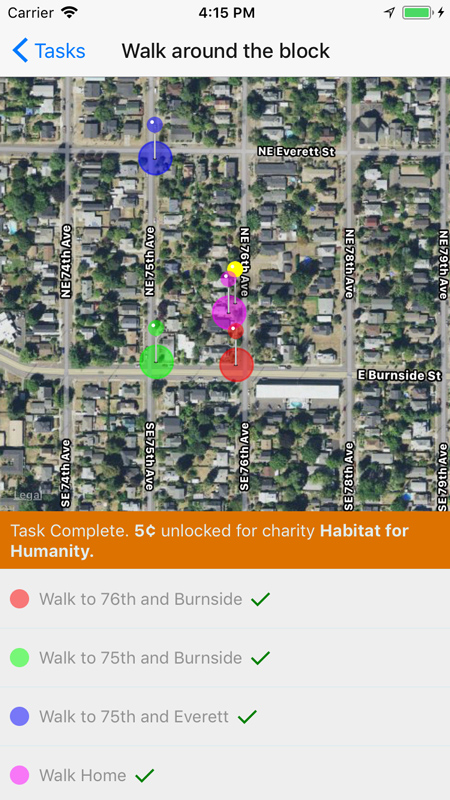 Carrier 4:15 PM
Tasks Walk around the block
NE Everett St
NE 74th Ave
NE 75th Ave
NE 76th Ave
NE 78th Ave
NE 79th Ave
E Burnside St
SE 74th Ave
SE 75th Ave
SE 76th Ave
SE 78th Ave
SE 79th Ave
Legal
Task Complete. 5¢ unlocked for charity Habitat for
Humanity.
Walk to 76th and Burnside
Walk to 75th and Burnside
Walk to 75th and Everett
Walk Home